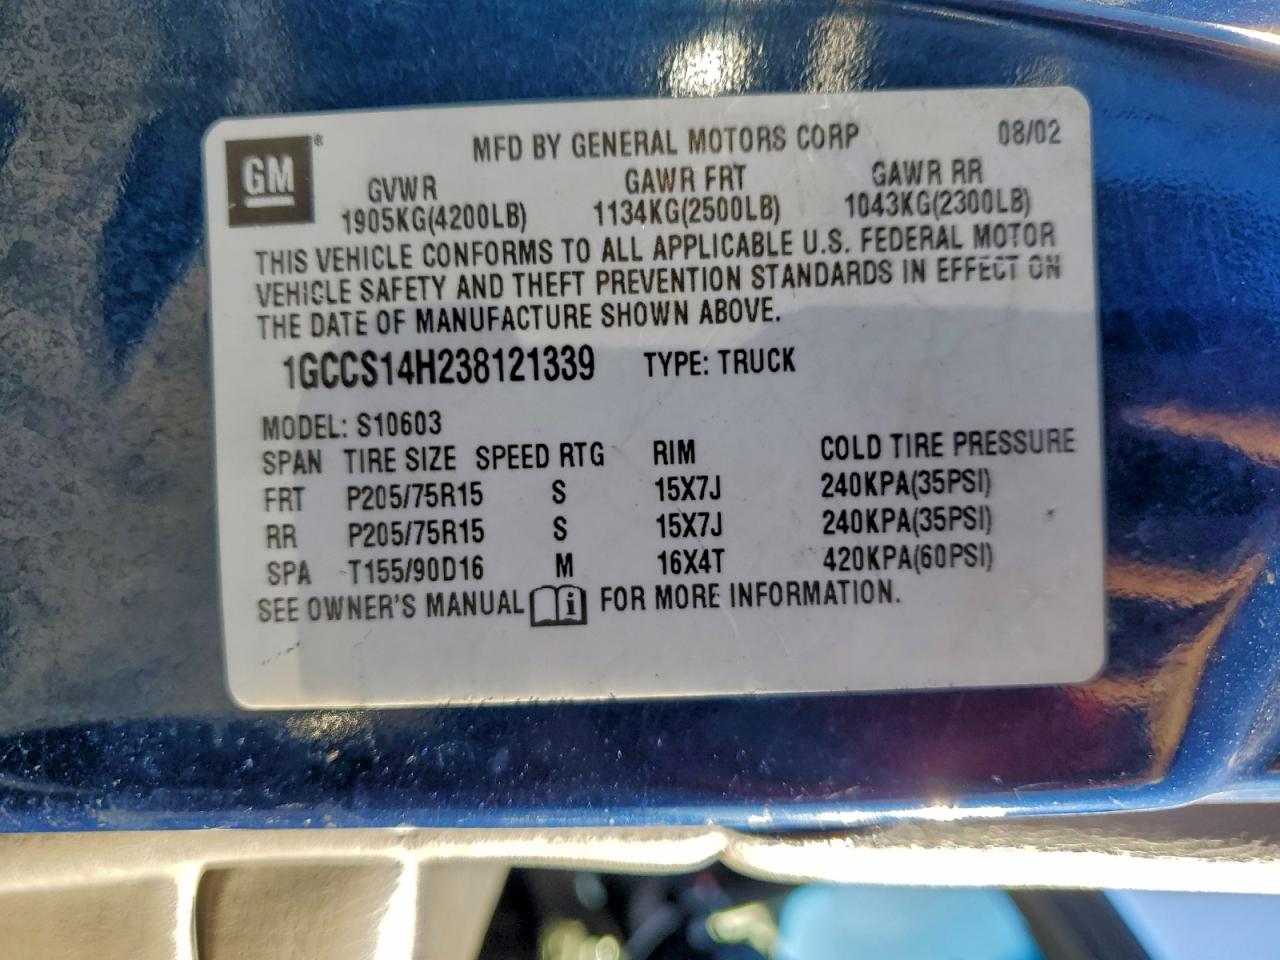 GM ® MFD BY GENERAL MOTORS CORP 08/02
GVWR GAWR FRT GAWR RR
1905KG(4200LB) 1134KG(2500LB) 1043KG(2300LB)
THIS VEHICLE CONFORMS TO ALL APPLICABLE U.S. FEDERAL MOTOR
VEHICLE SAFETY AND THEFT PREVENTION STANDARDS IN EFFECT ON
THE DATE OF MANUFACTURE SHOWN ABOVE.
1GCCS14H238121339 TYPE: TRUCK
MODEL: S10603
SPAN TIRE SIZE SPEED RTG RIM COLD TIRE PRESSURE
FRT P205/75R15 S 15X7J 240KPA(35PSI)
RR P205/75R15 S 15X7J 240KPA(35PSI)
SPA T155/90D16 M 16X4T 420KPA(60PSI)
SEE OWNER'S MANUAL i FOR MORE INFORMATION.